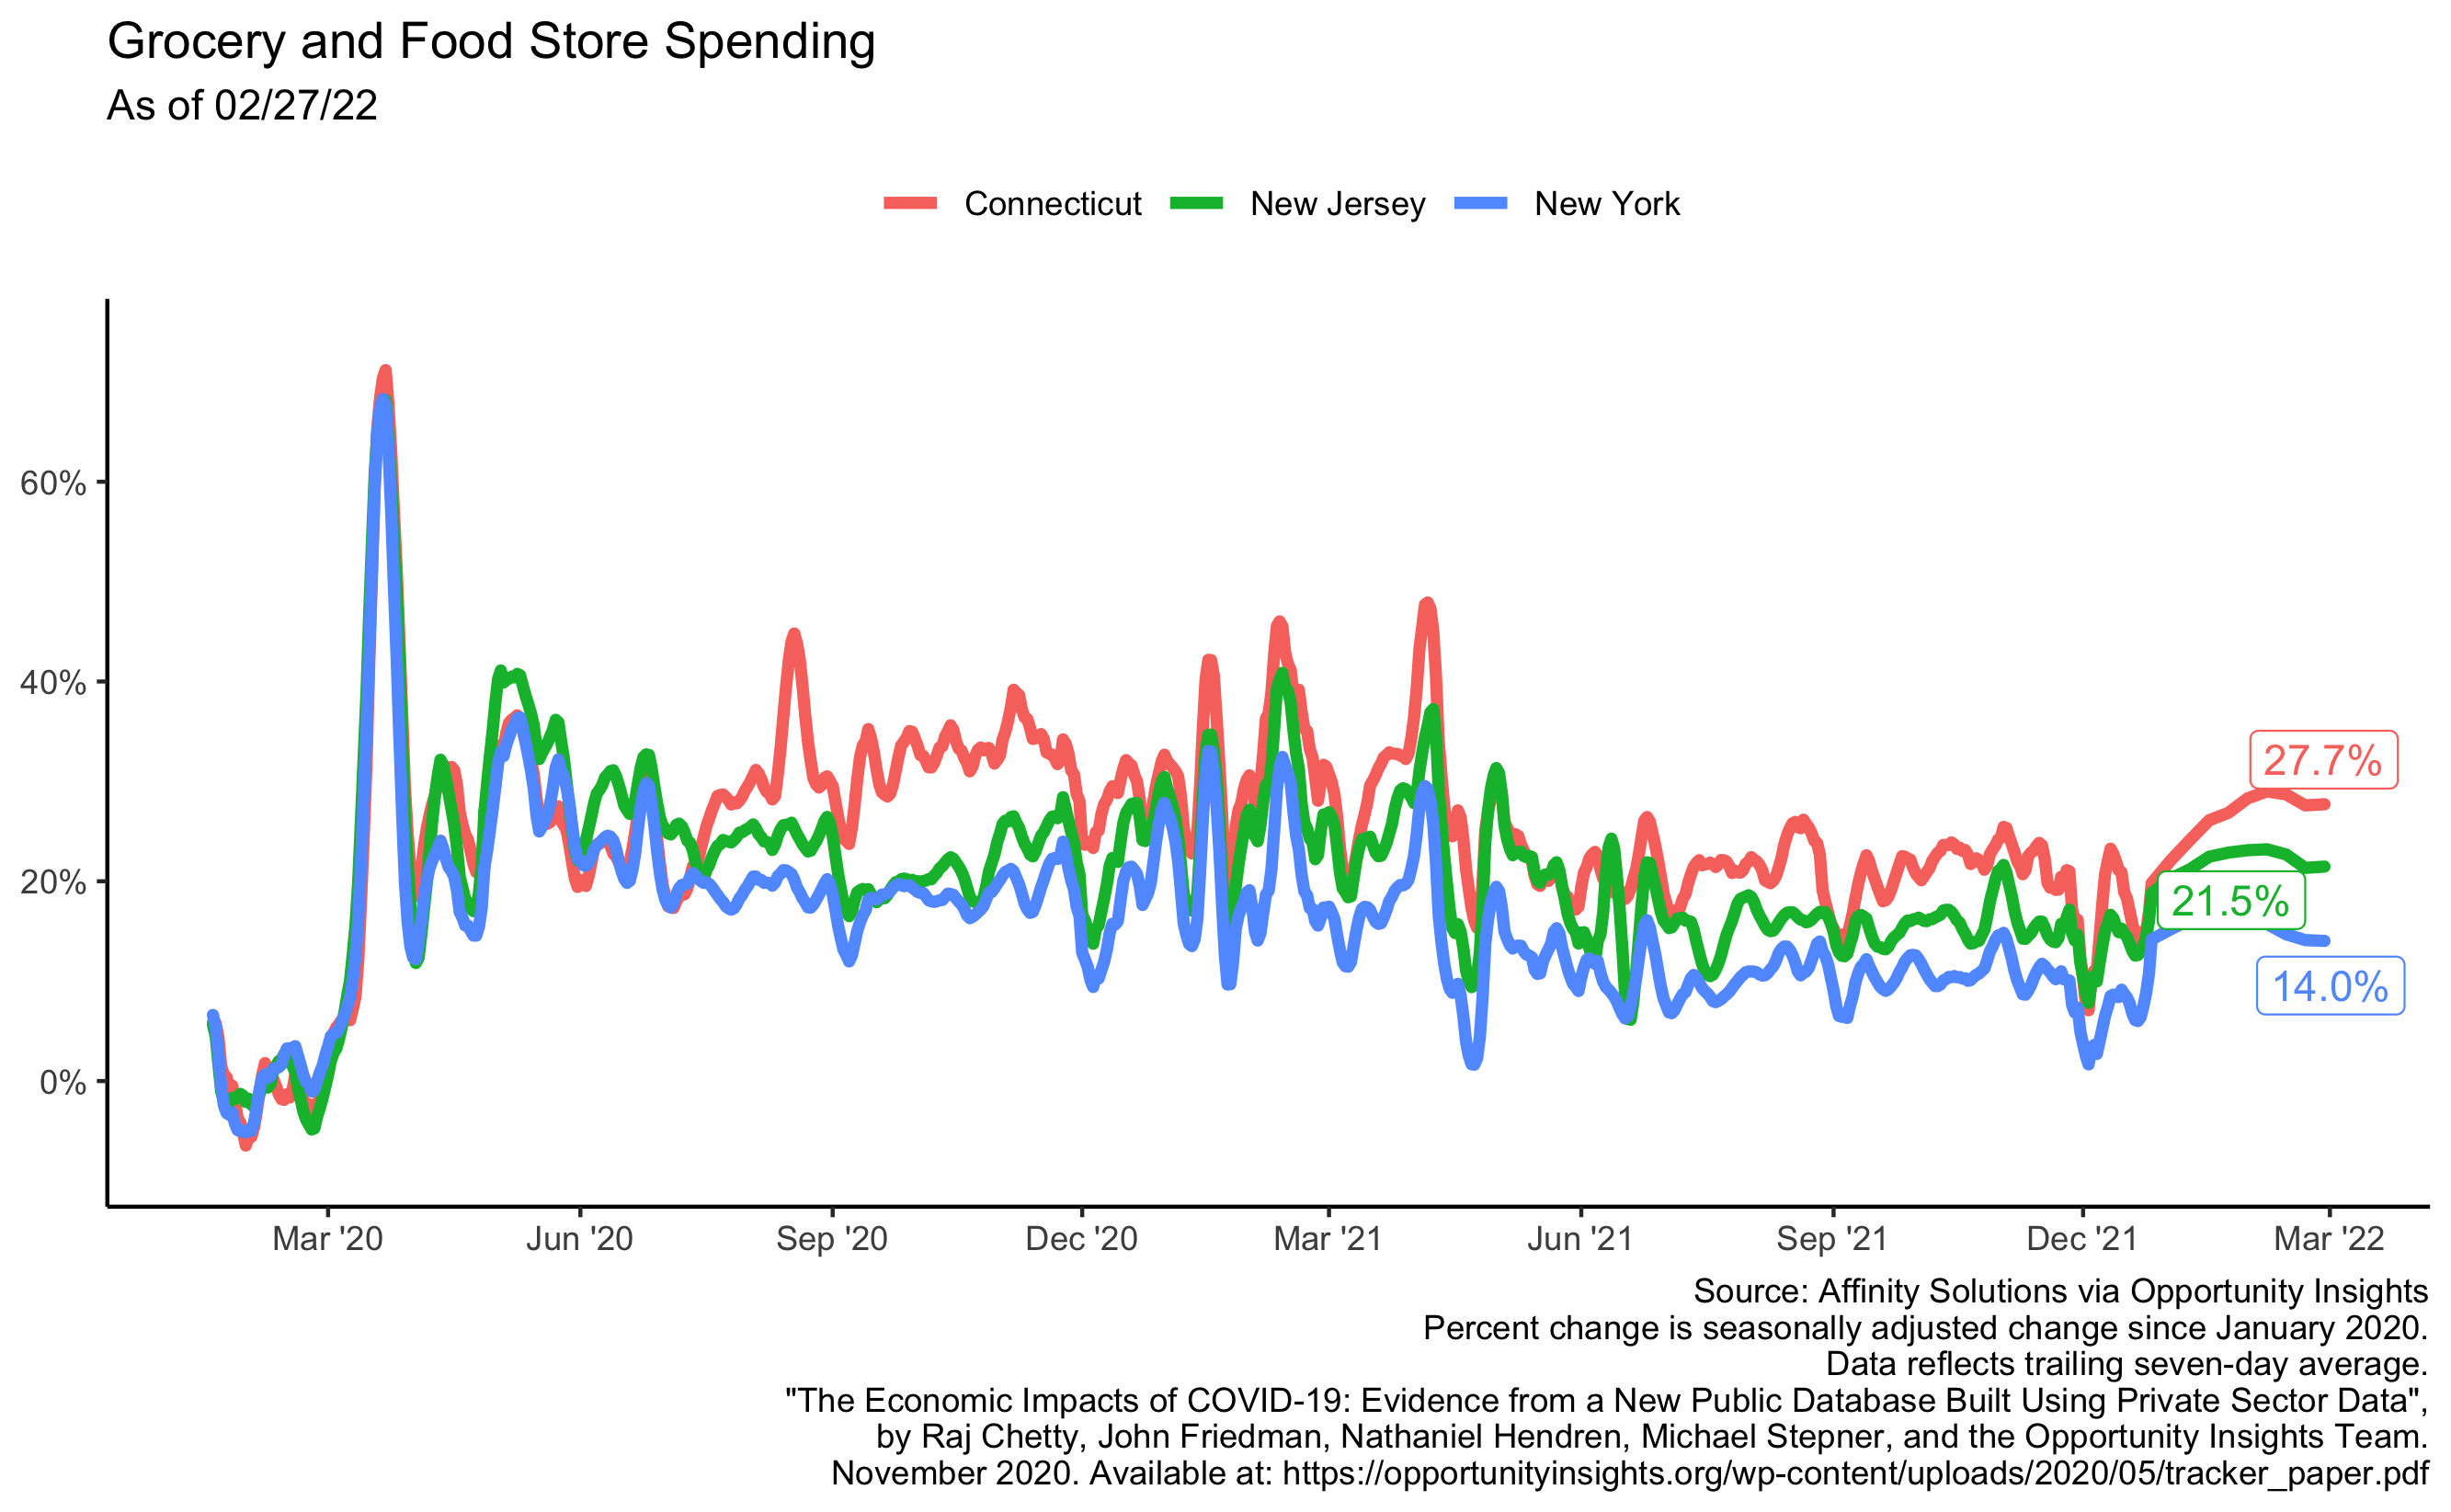 Grocery and Food Store Spending
As of 02/27/22
Connecticut New Jersey New York
60%
40%
20%
0%
27.7%
21.5%
14.0%
Mar '20 Jun '20 Sep '20 Dec '20 Mar '21 Jun '21 Sep '21 Dec '21 Mar '22
Source: Affinity Solutions via Opportunity Insights
Percent change is seasonally adjusted change since January 2020.
Data reflects trailing seven-day average.
"The Economic Impacts of COVID-19: Evidence from a New Public Database Built Using Private Sector Data",
by Raj Chetty, John Friedman, Nathaniel Hendren, Michael Stepner, and the Opportunity Insights Team.
November 2020. Available at: https://opportunityinsights.org/wp-content/uploads/2020/05/tracker_paper.pdf